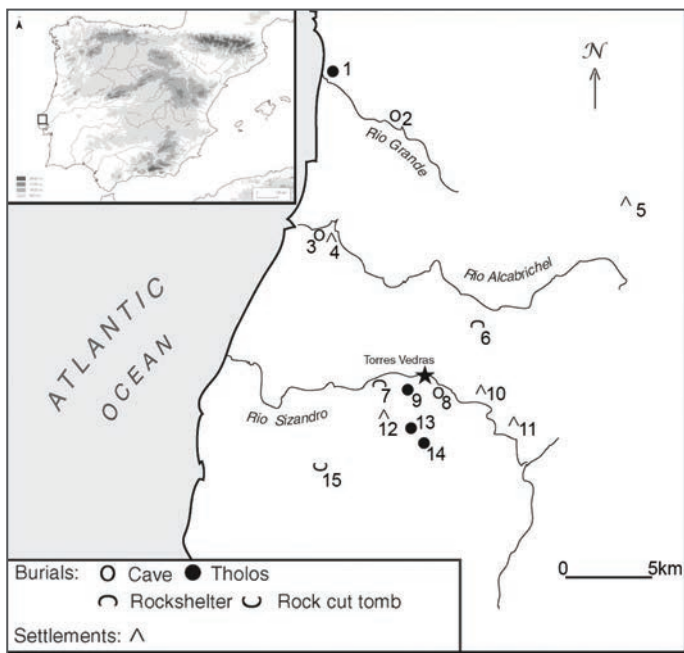 1
N
2
Rio Grande
5
3
4
Rio Alcabrichel
6
ATLANTIC
OCEAN
Torres Vedras
7
9
8
10
Rio Sizandro
12
13
11
14
15
Burials: Cave Tholos
Rockshelter Rock cut tomb
Settlements:
0 5km